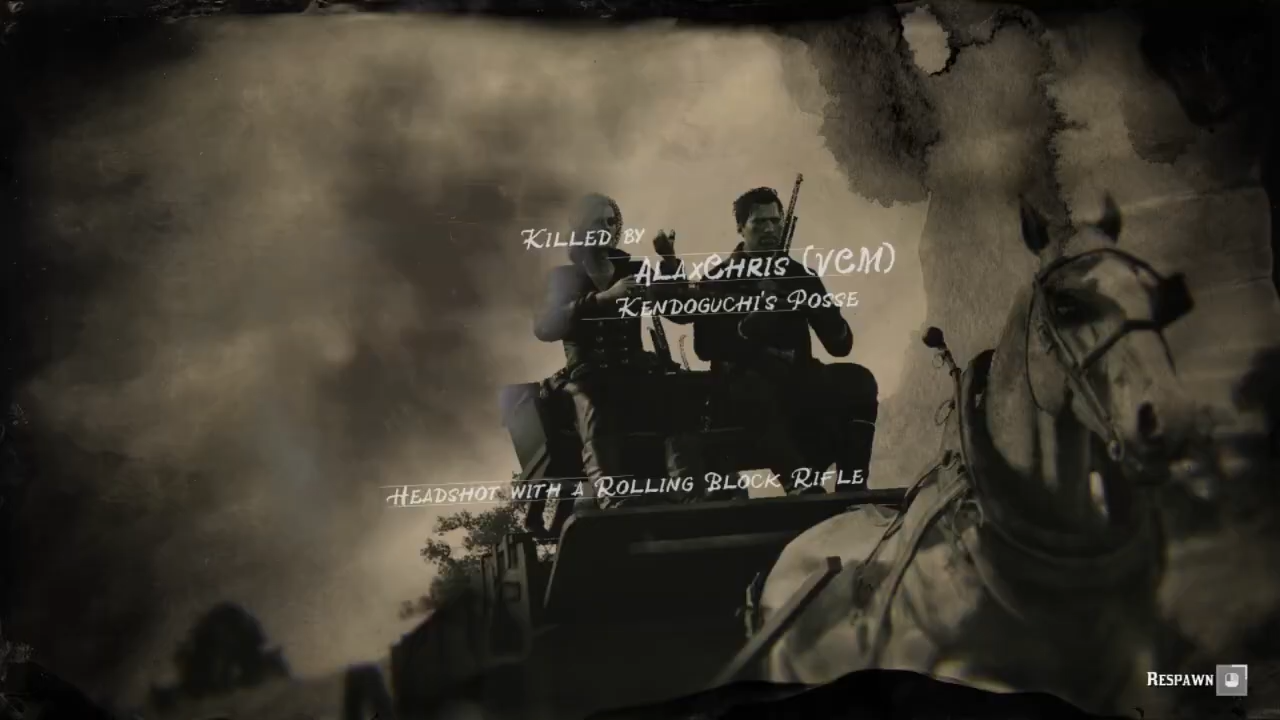 Killed by
ALAxChris (VCM)
Kendoguchi's Posse
Headshot with a Rolling Block Rifle
Respawn